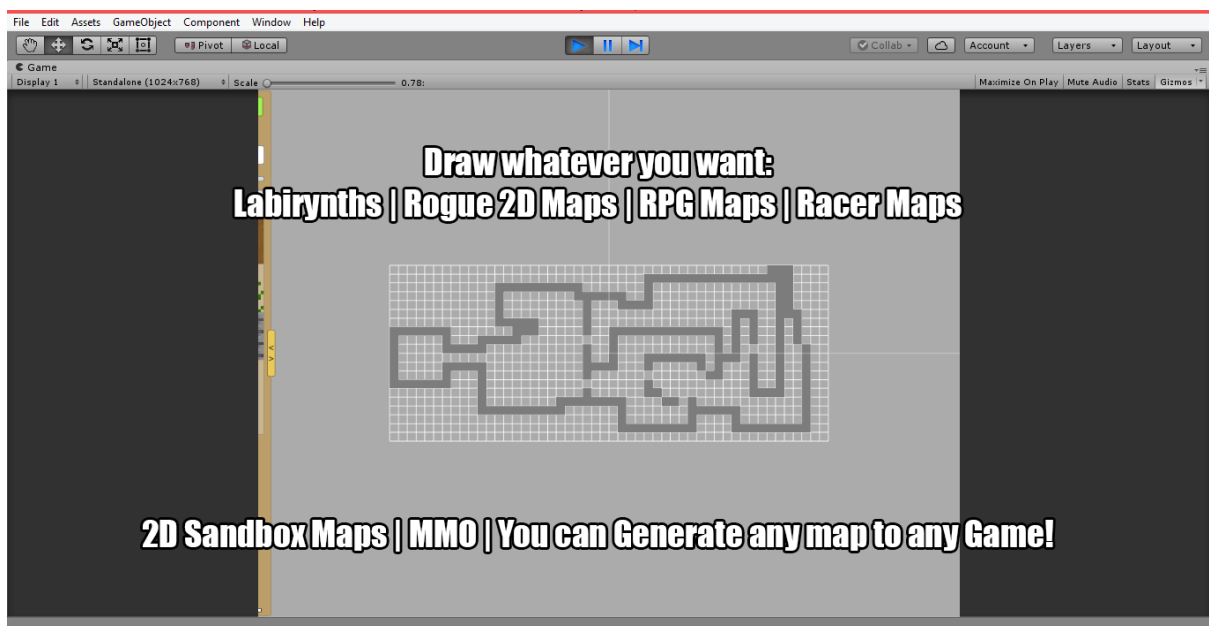 File Edit Assets GameObject Component Window Help
Pivot Local Collab Account Layers Layout
Game
Display 1 Standalone (1024x768) Scale 0.78: Maximize On Play Mute Audio Stats Gizmos
Draw whatever you want:
Labirynths | Rogue 2D Maps | RPG Maps | Racer Maps
<
>
2D Sandbox Maps | MMO | You can Generate any map to any Game!